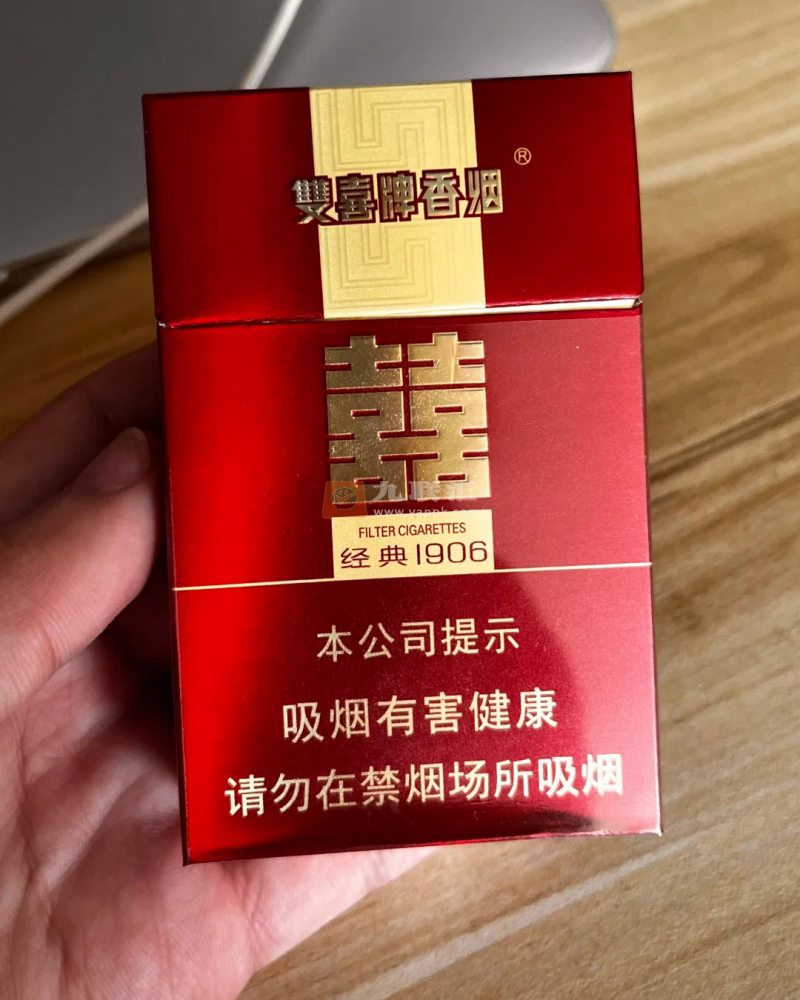 雙喜牌香烟®
囍
FILTER CIGARETTES
经典1906
本公司提示
吸烟有害健康
请勿在禁烟场所吸烟